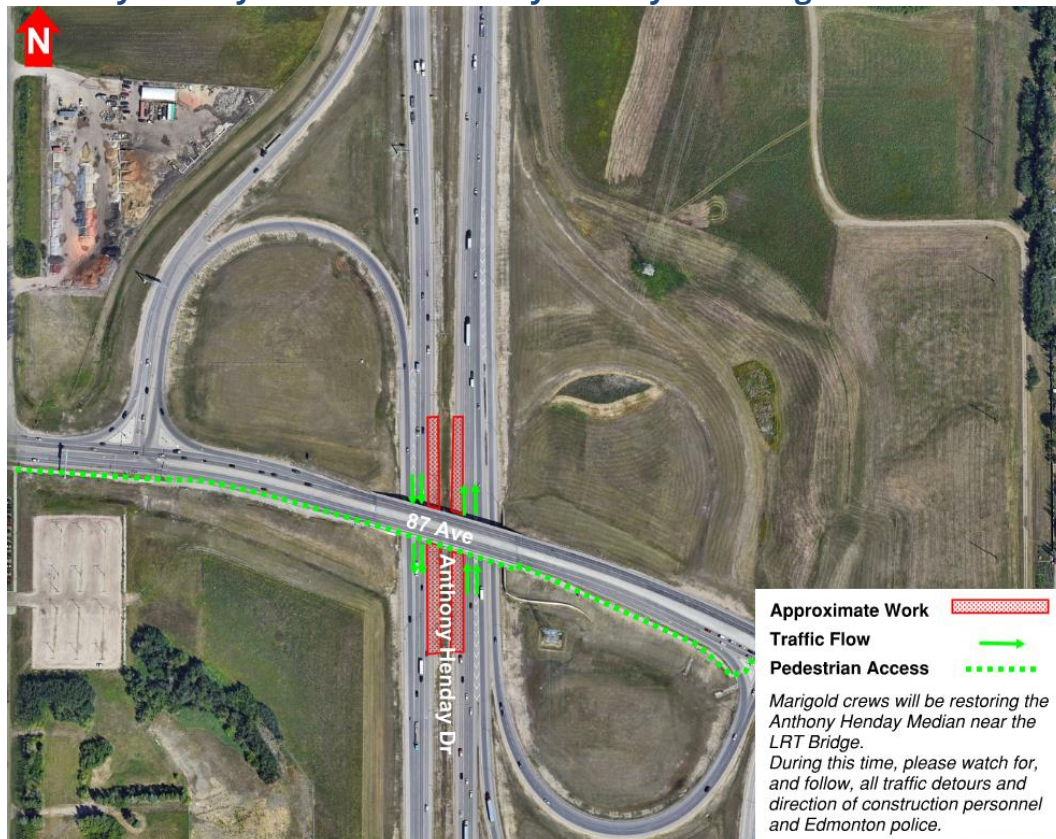 N
87 Ave
Anthony Henday Dr
Approximate Work
Traffic Flow
Pedestrian Access
Marigold crews will be restoring the
Anthony Henday Median near the
LRT Bridge.
During this time, please watch for,
and follow, all traffic detours and
direction of construction personnel
and Edmonton police.